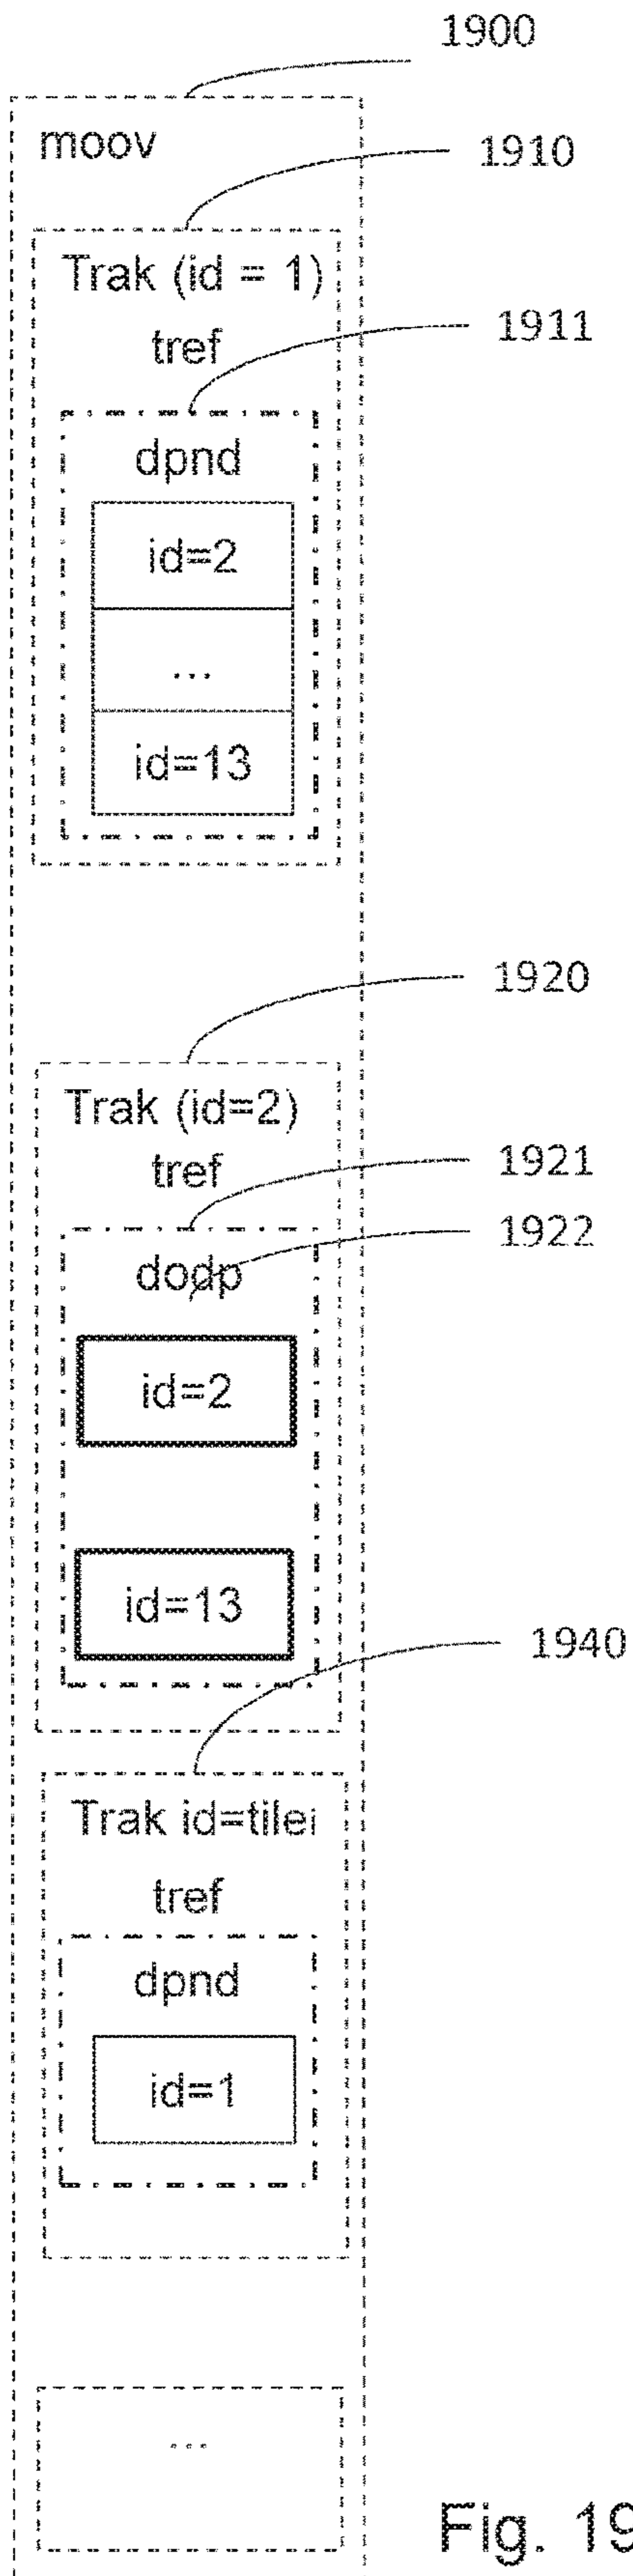 1900
moov
1910
Trak (id = 1)
tref
1911
dpnd
id=2
...
id=13
1920
Trak (id=2)
tref
1921
1922
dodp
id=2
id=13
1940
Trak id=tilei
tref
dpnd
id=1
...
Fig. 19